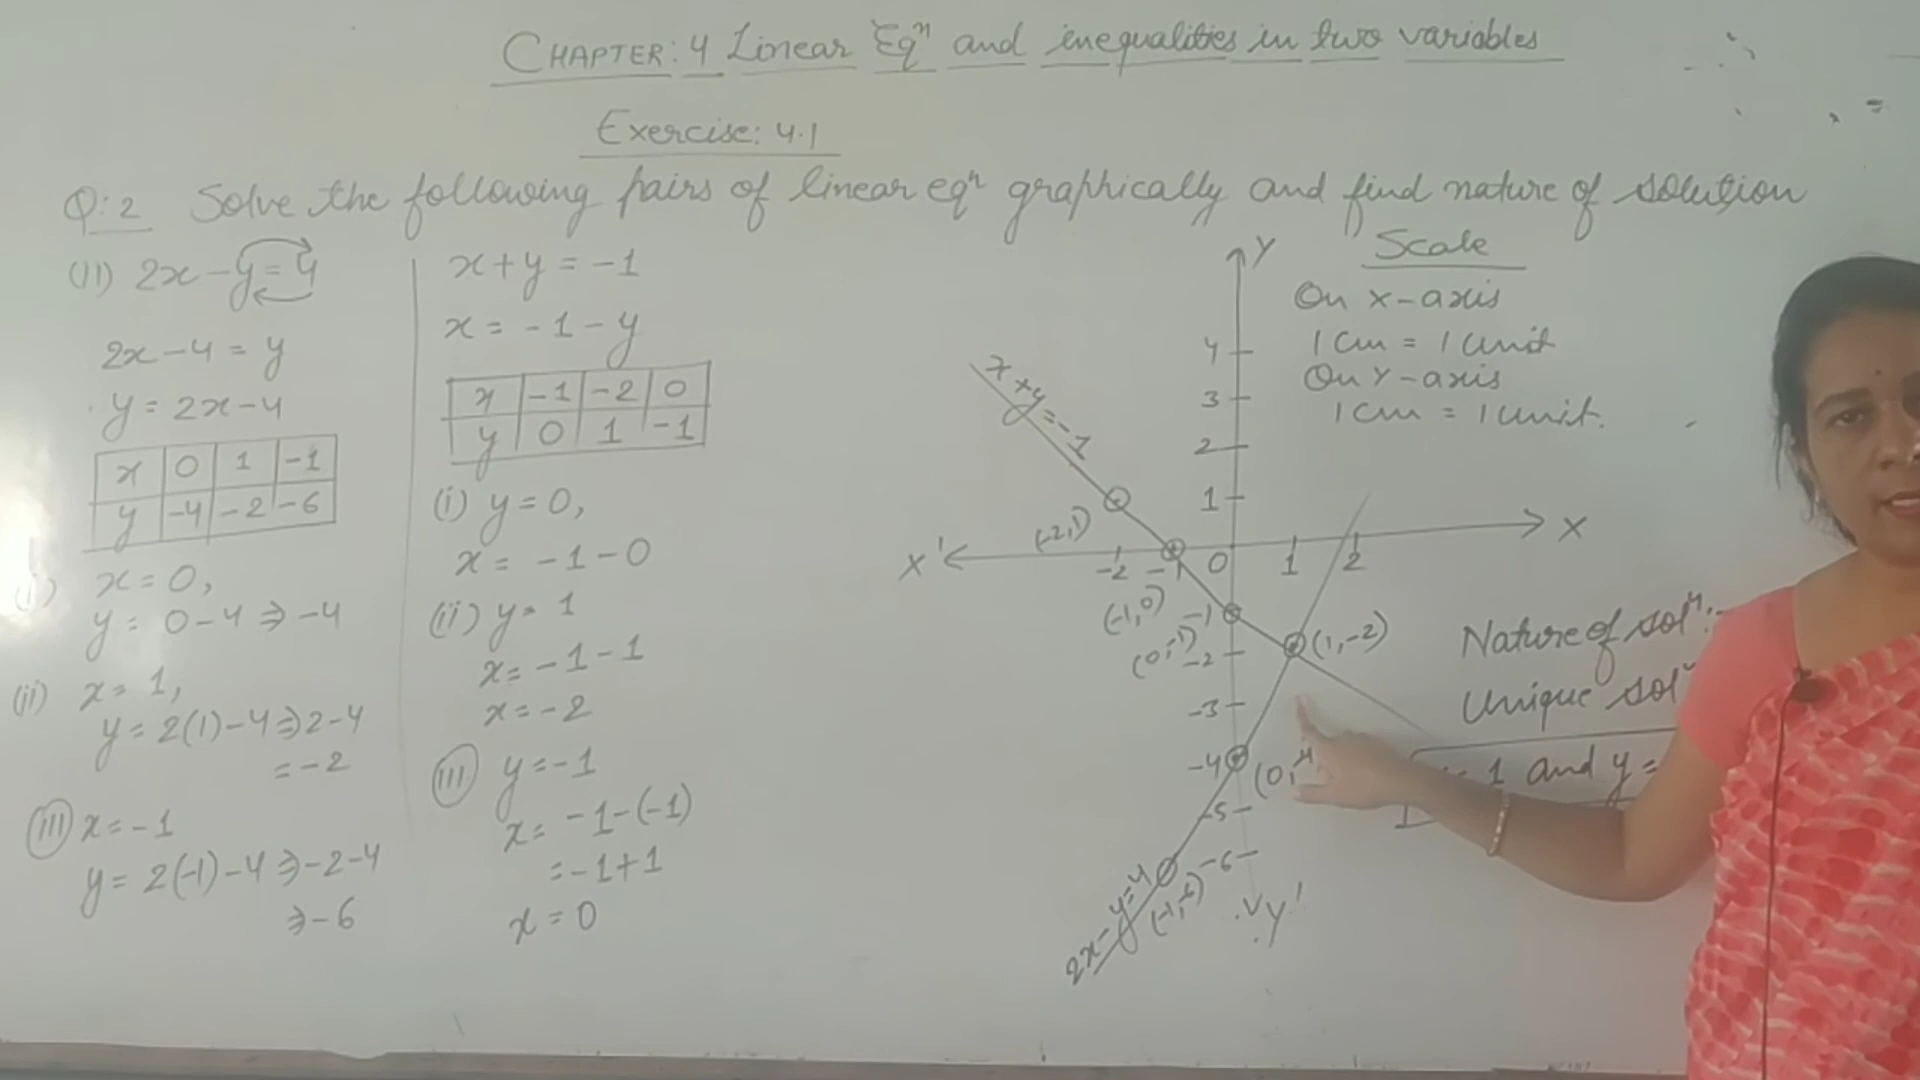 CHAPTER: 4 Linear Eqⁿ and inequalities in two variables
Exercise: 4.1
Q:2 Solve the following pairs of linear eqⁿ graphically and find nature of solution
(II) 2x - y = 4
2x - 4 = y
y = 2x - 4
x 0 1 -1
y -4 -2 -6
(i) x = 0,
y = 0 - 4 ⇒ -4
(ii) x = 1,
y = 2(1) - 4 ⇒ 2 - 4
= -2
(III) x = -1
y = 2(-1) - 4 ⇒ -2 - 4
⇒ -6
x + y = -1
x = -1 - y
x -1 -2 0
y 0 1 -1
(i) y = 0,
x = -1 - 0
(ii) y = 1
x = -1 - 1
x = -2
(III) y = -1
x = -1 - (-1)
= -1 + 1
x = 0
Y
4
3
2
1
x + y = -1
(-2,1)
X' -2 -1 0 1 2 X
(-1,0) -1
(0,-1) -2 (1,-2)
-3
-4 (0,-4
-5
-6
2x - y = 4 (-1,-6)
Y'
Scale
On x-axis
1 cm = 1 unit
On Y-axis
1 cm = 1 unit.
Nature of solⁿ:-
Unique solⁿ
= 1 and y =